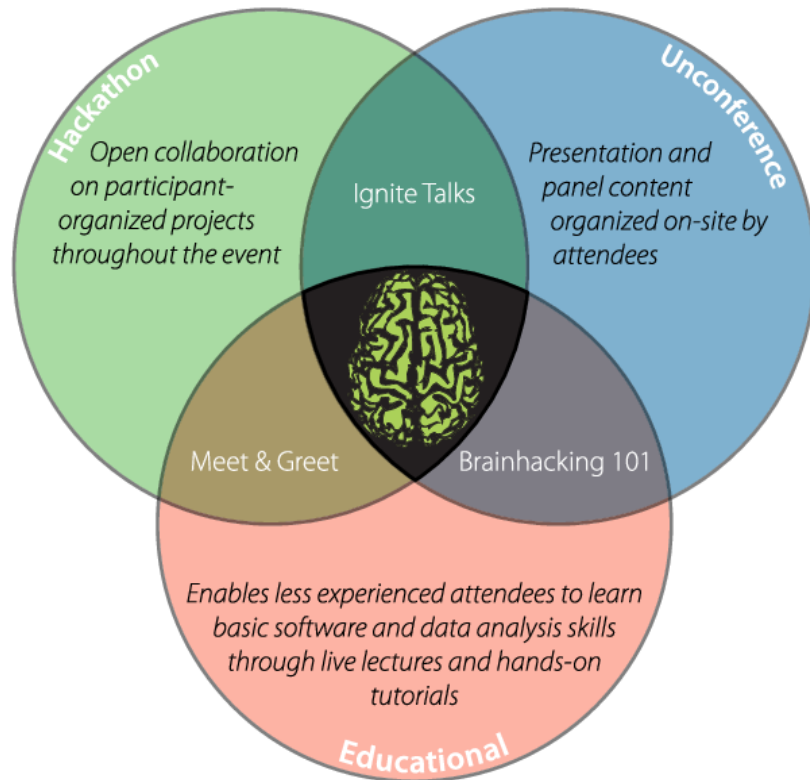 Hackathon
Open collaboration
on participant-
organized projects
throughout the event
Ignite Talks
Unconference
Presentation and
panel content
organized on-site by
attendees
Meet & Greet
Brainhacking 101
Enables less experienced attendees to learn
basic software and data analysis skills
through live lectures and hands-on
tutorials
Educational